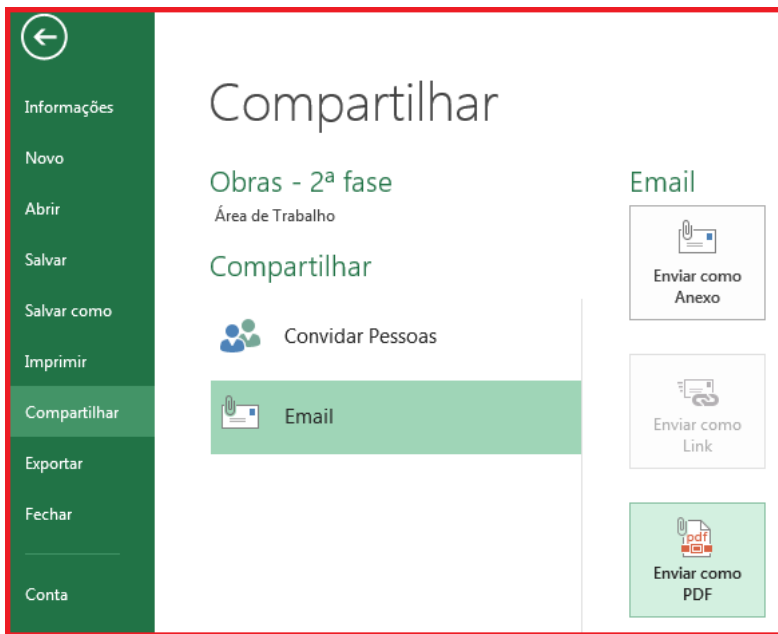 Informações
Novo
Abrir
Salvar
Salvar como
Imprimir
Compartilhar
Exportar
Fechar
Conta
Compartilhar
Obras - 2ª fase
Área de Trabalho
Compartilhar
Convidar Pessoas
Email
Email
Enviar como
Anexo
Enviar como
Link
pdf
Enviar como
PDF